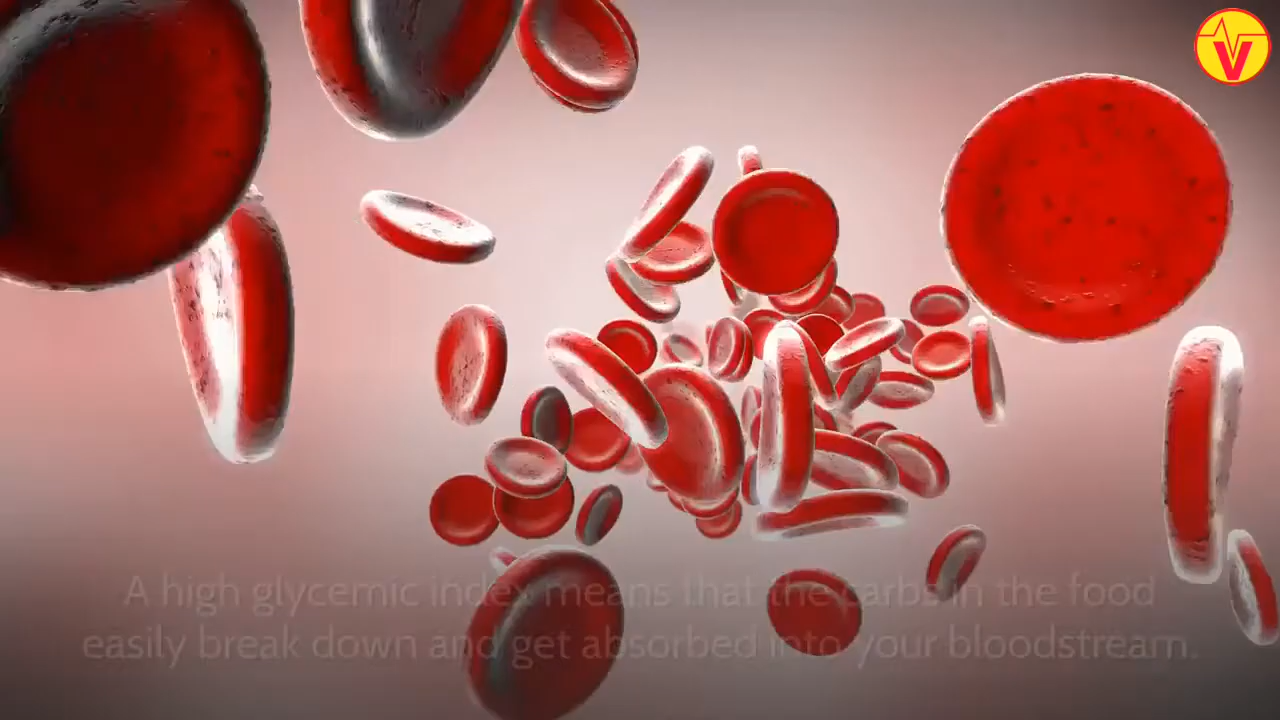 V
A high glycemic index means that the carbs in the food
easily break down and get absorbed into your bloodstream.